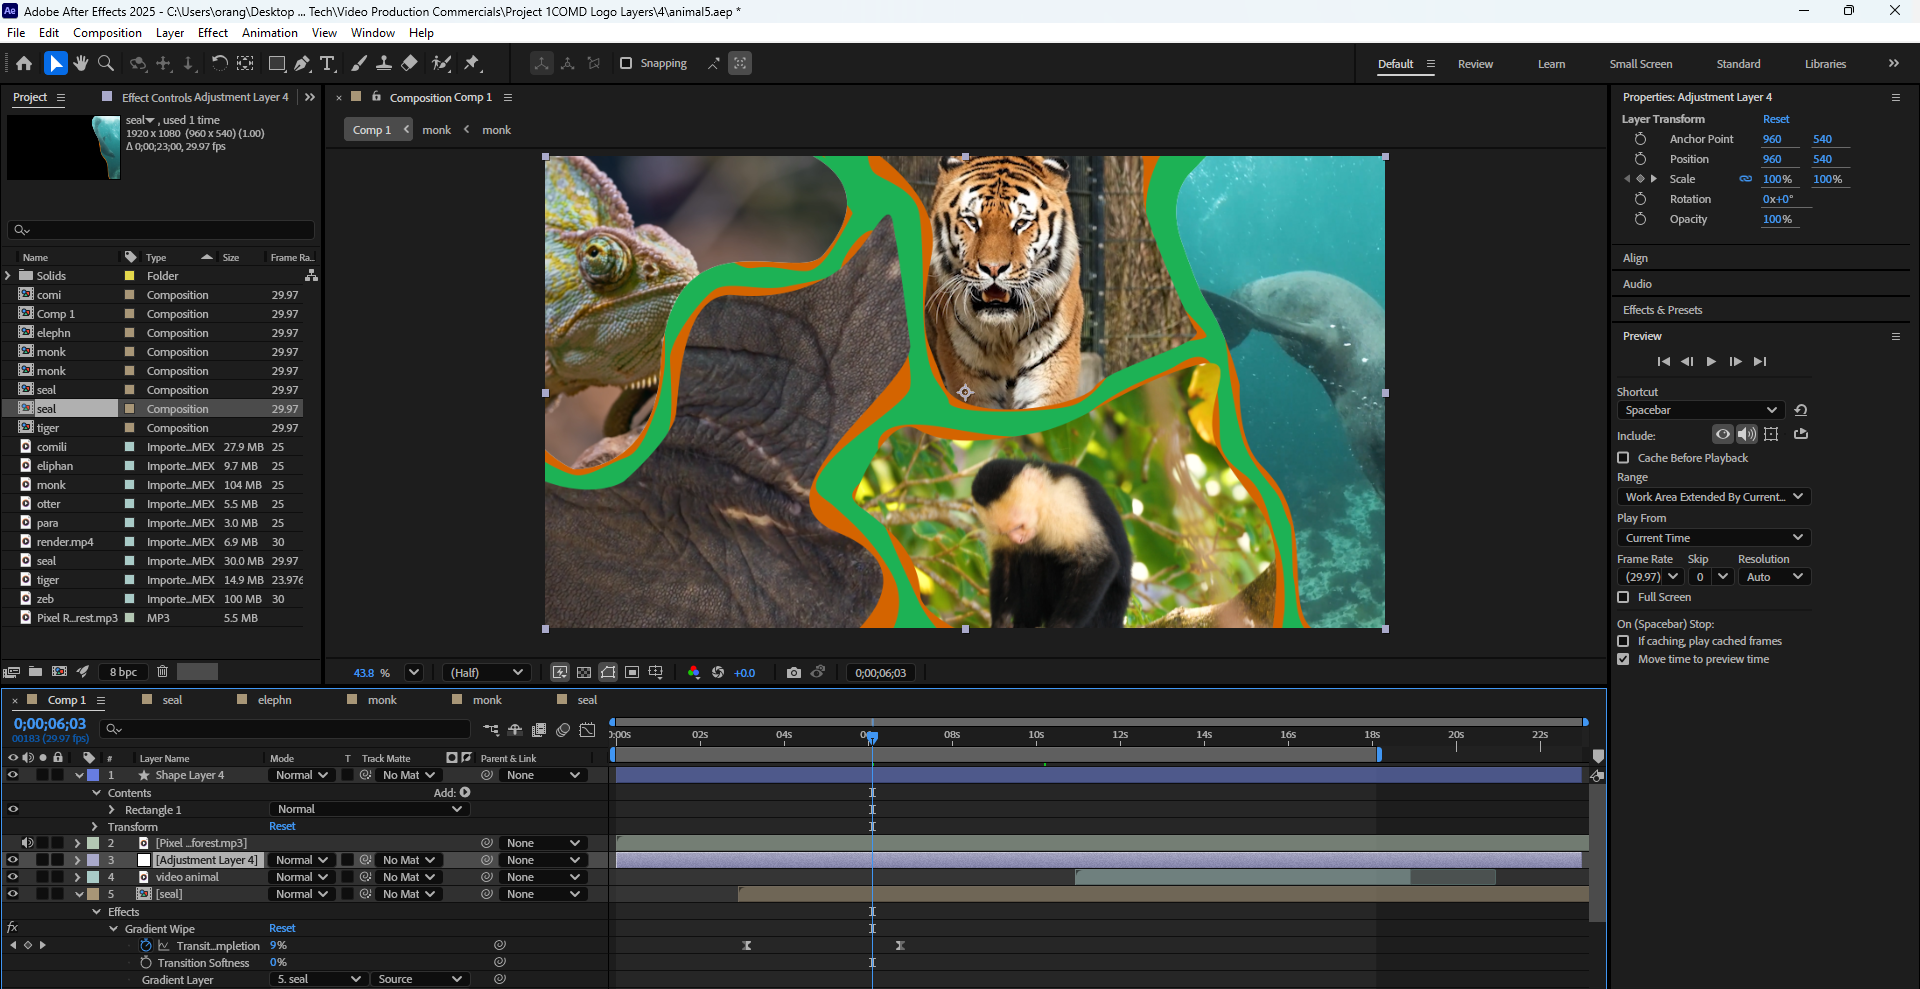 Adobe After Effects 2025 - C:\Users\orang\Desktop ... Tech\Video Production Commercials\Project 1COMD Logo Layers\4\animal5.aep *
File Edit Composition Layer Effect Animation View Window Help
Snapping
Default Review Learn Small Screen Standard Libraries
Project
Effect Controls Adjustment Layer 4
seal , used 1 time
1920 x 1080 (960 x 540) (1.00)
Δ 0;00;23;00, 29.97 fps
Name Type Size Frame Ra...
Solids Folder
comi Composition 29.97
Comp 1 Composition 29.97
elephn Composition 29.97
monk Composition 29.97
monk Composition 29.97
seal Composition 29.97
seal Composition 29.97
tiger Composition 29.97
comili Importe...MEX 27.9 MB 25
eliphan Importe...MEX 9.7 MB 25
monk Importe...MEX 104 MB 25
otter Importe...MEX 5.5 MB 25
para Importe...MEX 3.0 MB 25
render.mp4 Importe...MEX 6.9 MB 30
seal Importe...MEX 30.0 MB 29.97
tiger Importe...MEX 14.9 MB 23.976
zeb Importe...MEX 100 MB 30
Pixel R...rest.mp3 MP3 5.5 MB
8 bpc
Composition Comp 1
Comp 1 monk monk
43.8 % (Half) +0.0 0;00;06;03
Properties: Adjustment Layer 4
Layer Transform Reset
Anchor Point 960 540
Position 960 540
Scale 100% 100%
Rotation 0x+0°
Opacity 100%
Align
Audio
Effects & Presets
Preview
Shortcut
Spacebar
Include:
Cache Before Playback
Range
Work Area Extended By Current...
Play From
Current Time
Frame Rate Skip Resolution
(29.97) 0 Auto
Full Screen
On (Spacebar) Stop:
If caching, play cached frames
Move time to preview time
Comp 1 seal elephn monk monk seal
0;00;06;03
00183 (29.97 fps)
0:00s 02s 04s 08s 10s 12s 14s 16s 18s 20s 22s
# Layer Name Mode T Track Matte Parent & Link
1 Shape Layer 4 Normal No Mat None
Contents Add:
Rectangle 1 Normal
Transform Reset
2 [Pixel ...forest.mp3] None
3 [Adjustment Layer 4] Normal No Mat None
4 video animal Normal No Mat None
5 [seal] Normal No Mat None
Effects
fx Gradient Wipe Reset
Transit...mpletion 9%
Transition Softness 0%
Gradient Layer 5. seal Source